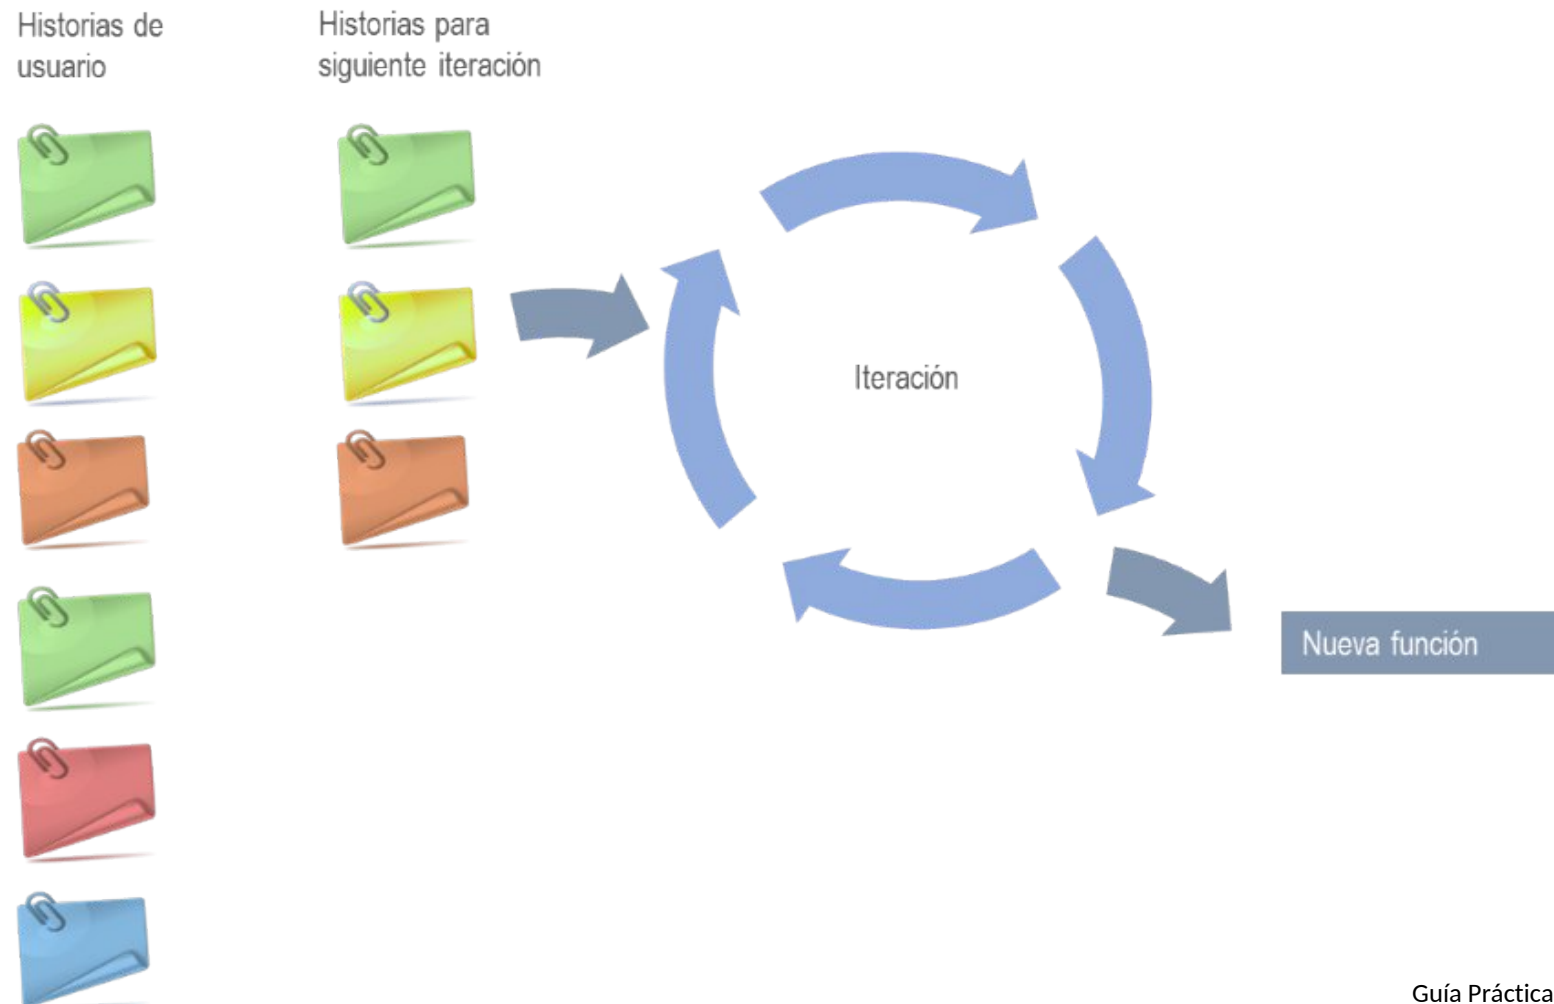 Historias de
usuario
Historias para
siguiente iteración
Iteración
Nueva función
Guía Práctica